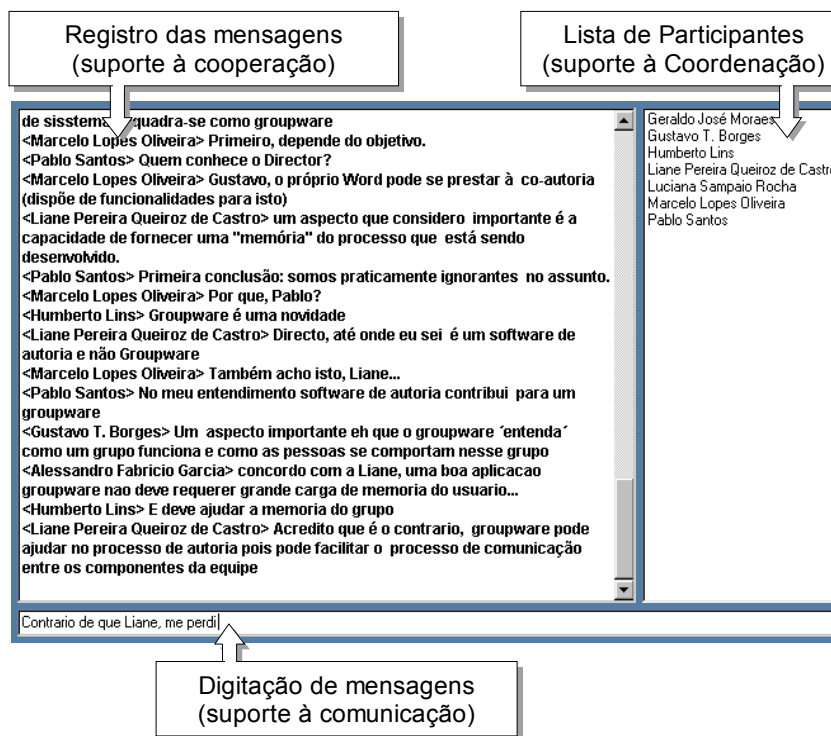 Registro das mensagens
(suporte à cooperação)
Lista de Participantes
(suporte à Coordenação)
de sisstema quadra-se como groupware
<Marcelo Lopes Oliveira> Primeiro, depende do objetivo.
<Pablo Santos> Quem conhece o Director?
<Marcelo Lopes Oliveira> Gustavo, o próprio Word pode se prestar à co-autoria
(dispõe de funcionalidades para isto)
<Liane Pereira Queiroz de Castro> um aspecto que considero importante é a
capacidade de fornecer uma "memória" do processo que está sendo
desenvolvido.
<Pablo Santos> Primeira conclusão: somos praticamente ignorantes no assunto.
<Marcelo Lopes Oliveira> Por que, Pablo?
<Humberto Lins> Groupware é uma novidade
<Liane Pereira Queiroz de Castro> Directo, até onde eu sei é um software de
autoria e não Groupware
<Marcelo Lopes Oliveira> Também acho isto, Liane...
<Pablo Santos> No meu entendimento software de autoria contribui para um
groupware
<Gustavo T. Borges> Um aspecto importante eh que o groupware ´entenda´
como um grupo funciona e como as pessoas se comportam nesse grupo
<Alessandro Fabricio Garcia> concordo com a Liane, uma boa aplicacao
groupware nao deve requerer grande carga de memoria do usuario...
<Humberto Lins> E deve ajudar a memoria do grupo
<Liane Pereira Queiroz de Castro> Acredito que é o contrario, groupware pode
ajudar no processo de autoria pois pode facilitar o processo de comunicação
entre os componentes da equipe
Geraldo José Moraes
Gustavo T. Borges
Humberto Lins
Liane Pereira Queiroz de Castro
Luciana Sampaio Rocha
Marcelo Lopes Oliveira
Pablo Santos
Contrario de que Liane, me perdi
Digitação de mensagens
(suporte à comunicação)